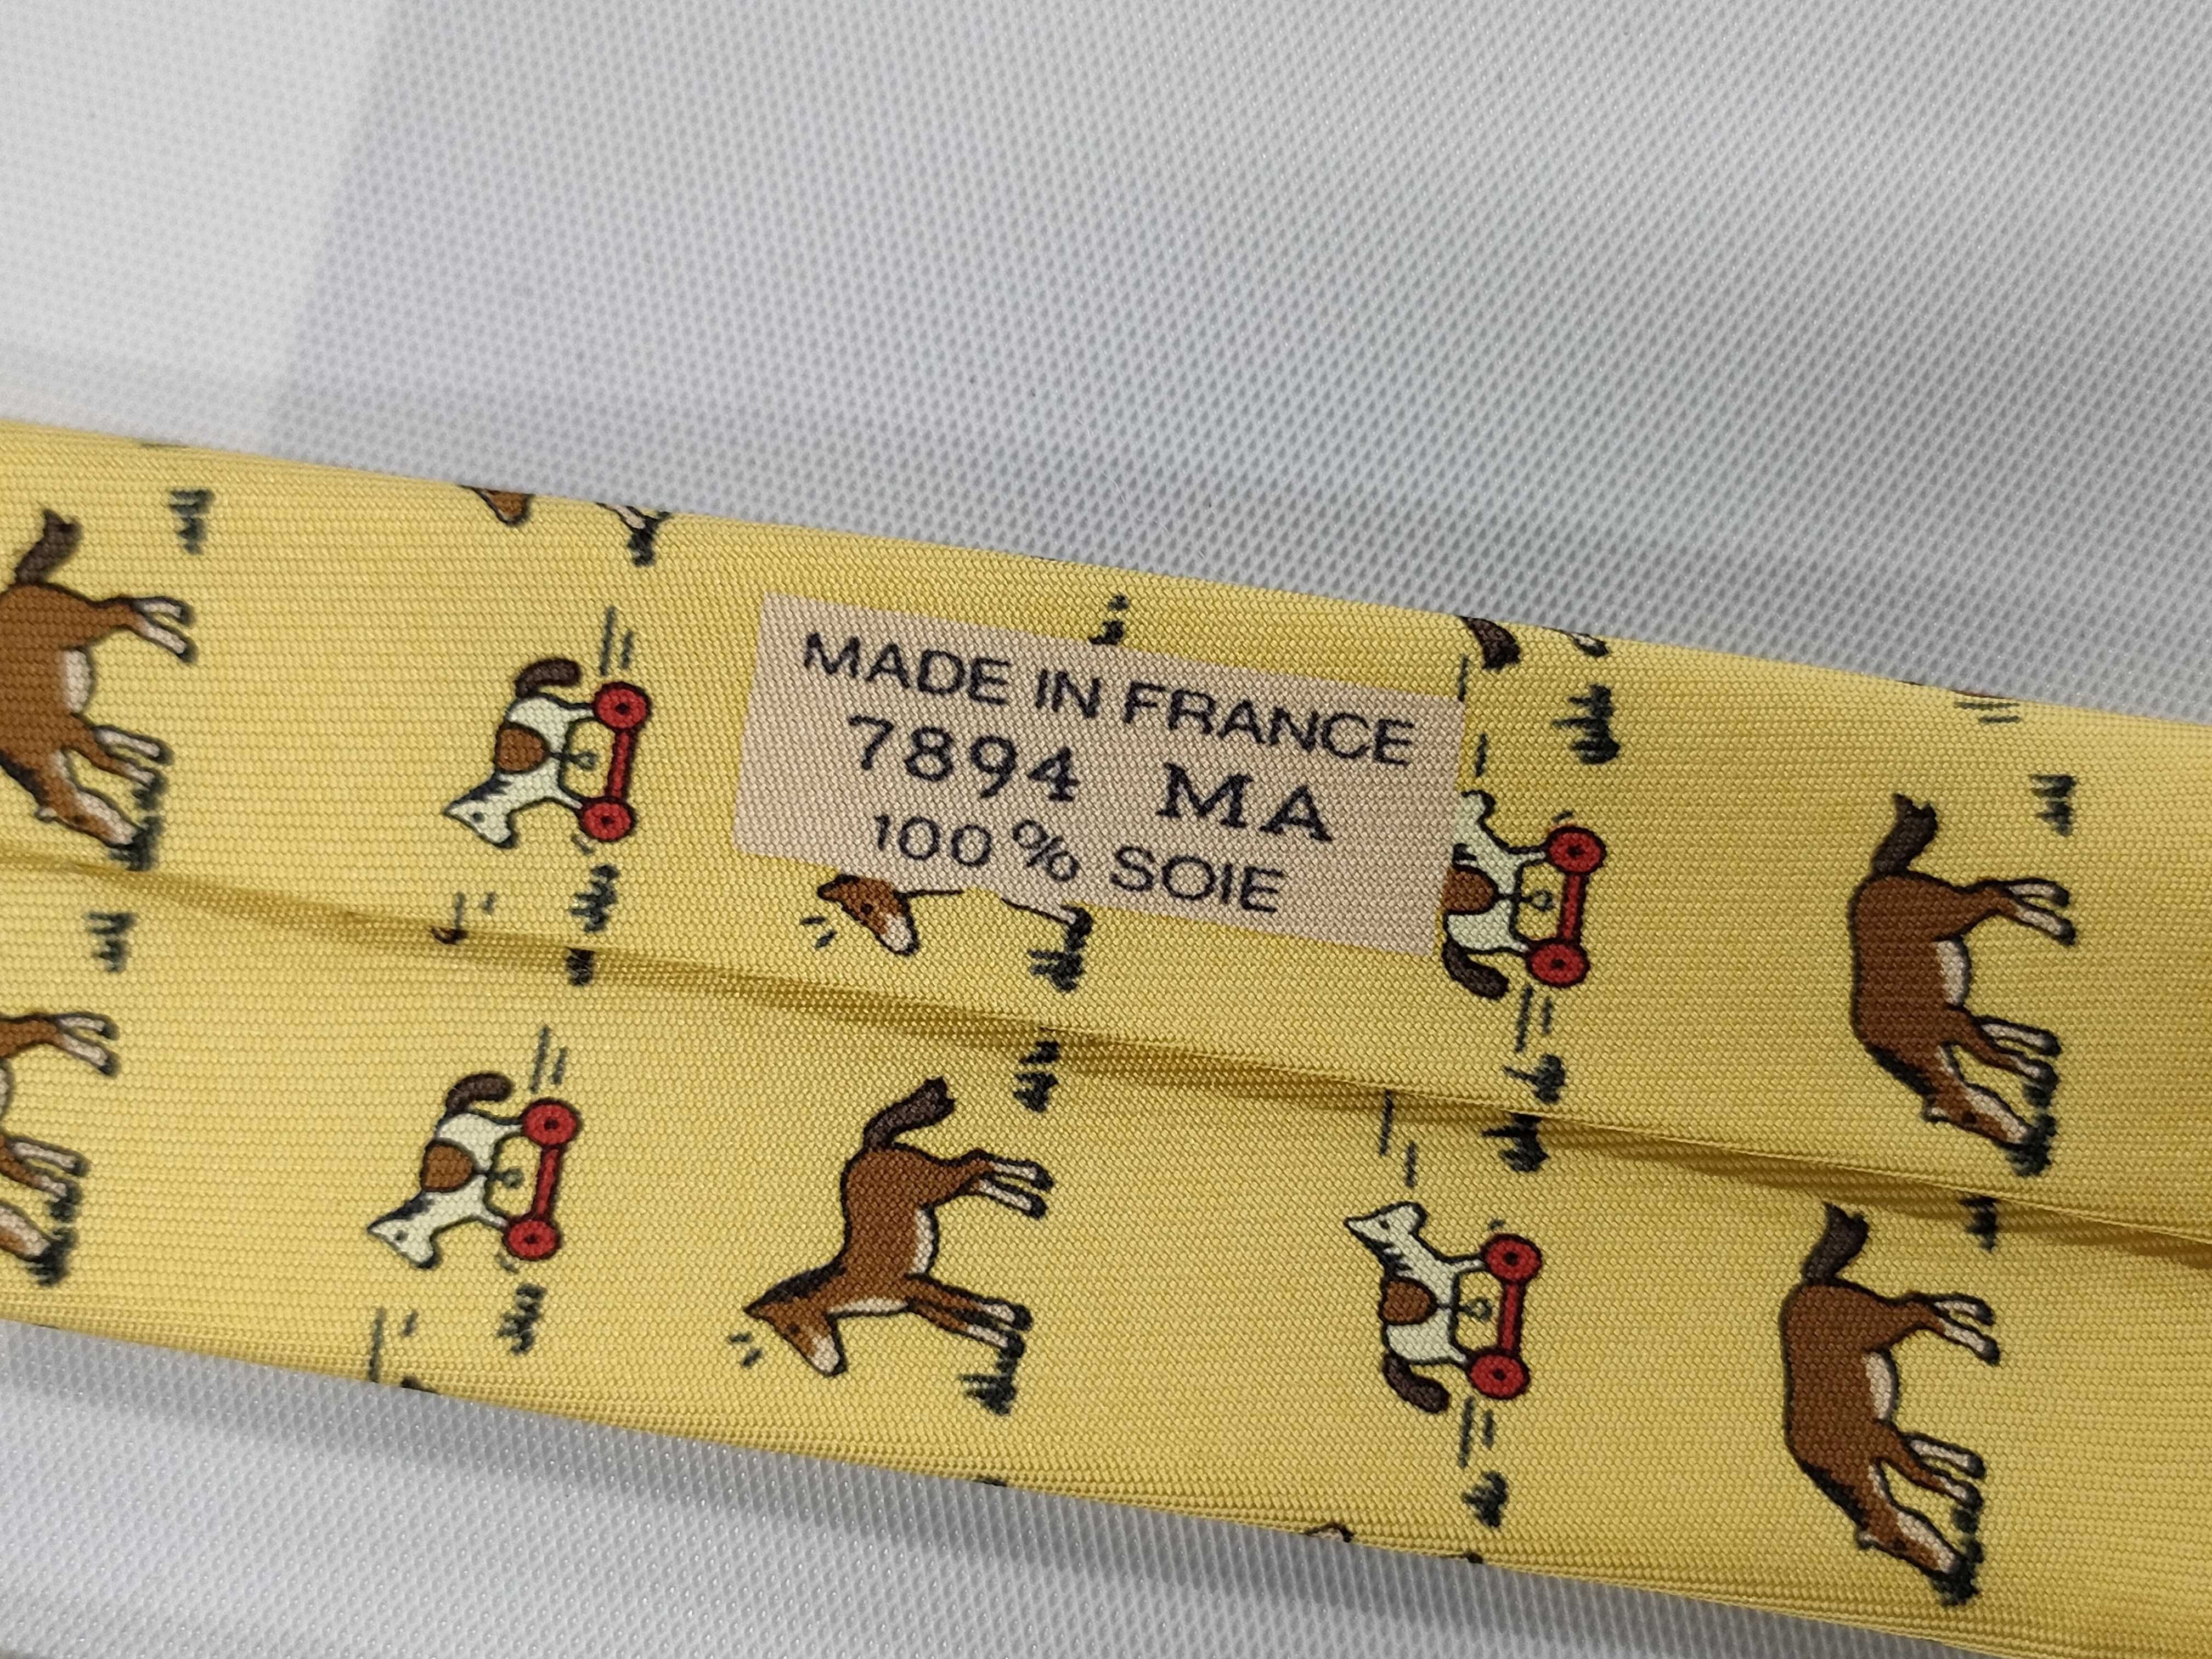 MADE IN FRANCE
7894 MA
100% SOIE